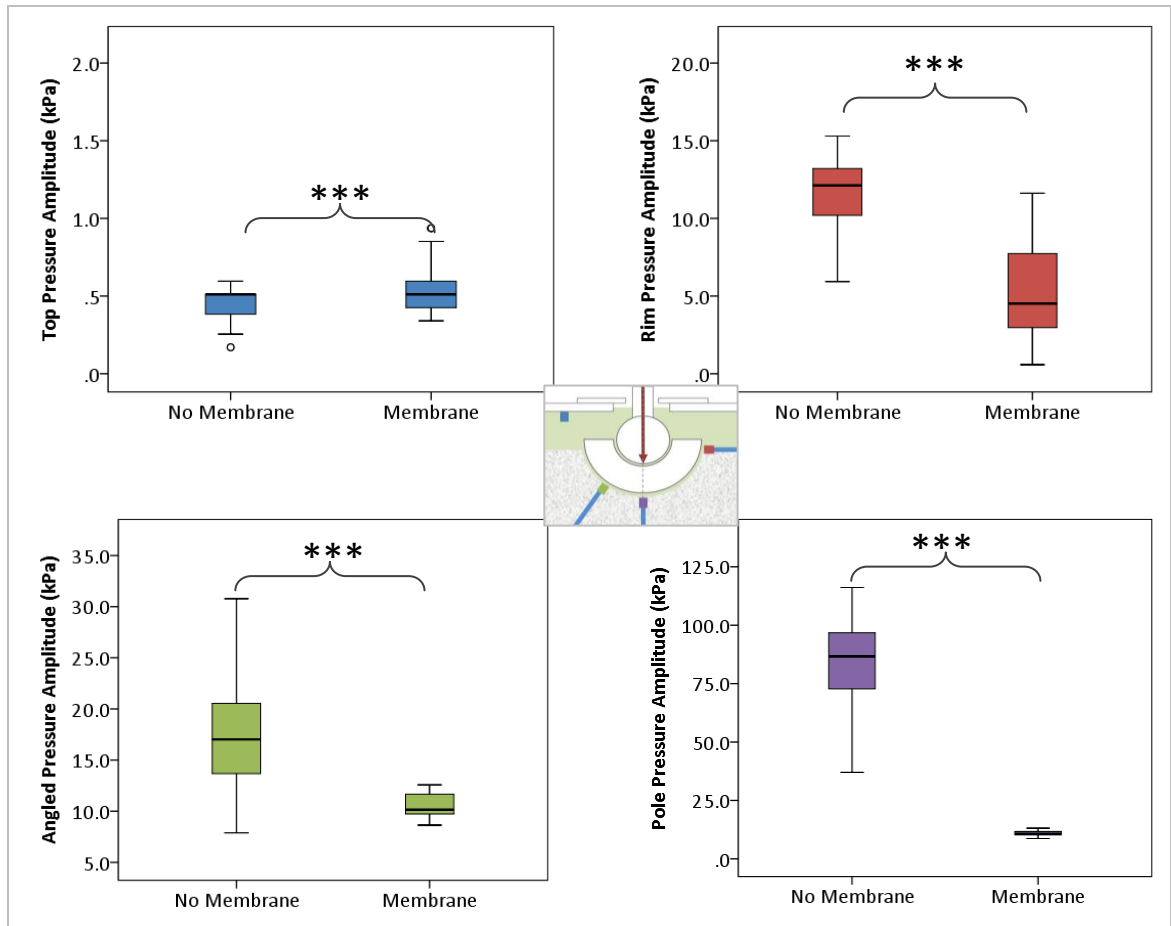 Top Pressure Amplitude (kPa)
2.0
1.5
1.0
.5
.0
***
No Membrane
Membrane
Rim Pressure Amplitude (kPa)
20.0
15.0
10.0
5.0
.0
***
No Membrane
Membrane
Angled Pressure Amplitude (kPa)
35.0
30.0
25.0
20.0
15.0
10.0
5.0
***
No Membrane
Membrane
Pole Pressure Amplitude (kPa)
125.0
100.0
75.0
50.0
25.0
.0
***
No Membrane
Membrane